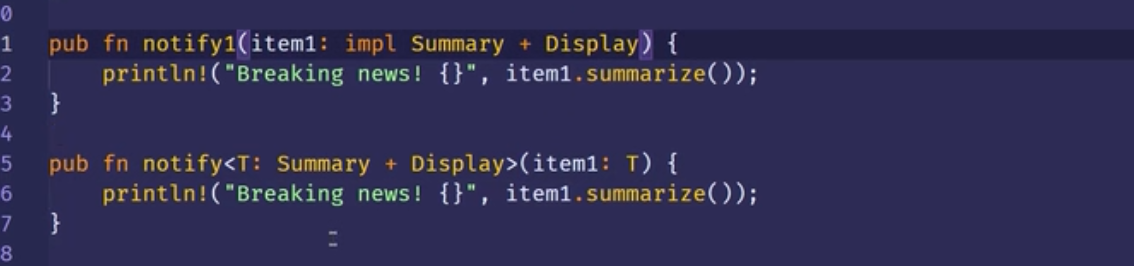 0
1 pub fn notify1(item1: impl Summary + Display) {
2     println!("Breaking news! {}", item1.summarize());
3 }
4
5 pub fn notify<T: Summary + Display>(item1: T) {
6     println!("Breaking news! {}", item1.summarize());
7 }
8